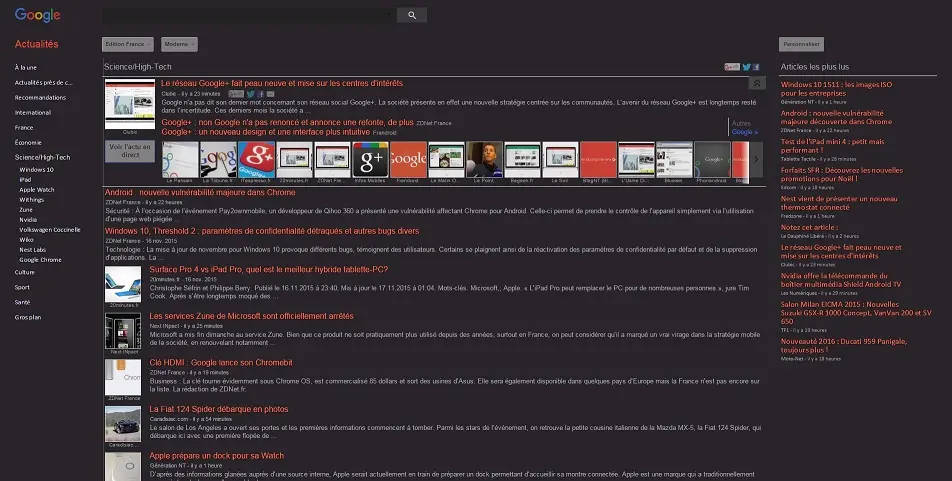 Google
Actualités
Edition France
Moderne
Personnaliser
À la une
Actualités près de c...
Recommandations
International
France
Économie
Science/High-Tech
Windows 10
iPad
Apple Watch
Withings
Zune
Nvidia
Volkswagen Coccinelle
Wiko
Nest Labs
Google Chrome
Culture
Sport
Santé
Gros plan
Science/High-Tech
Le réseau Google+ fait peau neuve et mise sur les centres d'intérêts
Clubic - il y a 23 minutes
Google n'a pas dit son dernier mot concernant son réseau social Google+. La société présente en effet une nouvelle stratégie centrée sur les communautés. L'avenir du réseau Google+ est longtemps resté
dans l'incertitude. Ces derniers mois la société a...
Google+ : non Google n'a pas renoncé et annonce une refonte, de plus ZDNet France
Google+ : un nouveau design et une interface plus intuitive Frandroid
Autres
Google »
Clubic
Voir l'actu en
direct
Le Parisien
La Tribune
l'Expresso.fr
20minutes.fr
ZDNet Fra...
Infos Mobiles
Frandroid
Le Matin O...
Le Point
Begeek.fr
Le Soir
BlogNT (Bl...
L'Usine Di...
Bluewin
Phonandroid
Android : nouvelle vulnérabilité majeure dans Chrome
ZDNet France - il y a 22 heures
Sécurité : À l'occasion de l'événement Pay2ownmobile, un développeur de Qihoo 360 a présenté une vulnérabilité affectant Chrome pour Android. Celle-ci permet de prendre le contrôle de l'appareil simplement via l'utilisation
d'une page web piégée ...
Windows 10, Threshold 2 : paramètres de confidentialité détraqués et autres bugs divers
ZDNet France - 16 nov. 2015
Technologie : La mise à jour de novembre pour Windows 10 provoque différents bugs, témoignent des utilisateurs. Certains se plaignent ainsi de la réactivation des paramètres de confidentialité par défaut et de la suppression
d'applications. La ...
Surface Pro 4 vs iPad Pro, quel est le meilleur hybride tablette-PC?
20minutes.fr - 16 nov. 2015
Christophe Séfrin et Philippe Berry. Publié le 16.11.2015 à 23:40, Mis à jour le 17.11.2015 à 01:04. Mots-clés. Microsoft,; Apple. « L'iPad Pro peut remplacer le PC pour de nombreuses personnes », jure Tim
Cook. Après s'être longtemps moqué des ...
20minutes.fr
Les services Zune de Microsoft sont officiellement arrêtés
Next INpact - il y a 25 minutes
Microsoft a mis fin dimanche au service Zune. Bien que ce produit ne soit pratiquement plus utilisé depuis des années, surtout en France, on peut considérer qu'il a marqué un vrai virage dans la stratégie mobile
de la société, en renouvelant notamment ...
Next INpact
Clé HDMI : Google lance son Chromebit
ZDNet France - il y a 19 heures
Business : La clé tourne évidemment sous Chrome OS, est commercialisé 85 dollars et sort des usines d'Asus. Elle sera également disponible dans quelques pays d'Europe mais la France n'est pas encore sur
la liste. La rédaction de ZDNet.fr.
ZDNet France
La Fiat 124 Spider débarque en photos
Caradisiac.com - il y a 54 minutes
Le salon de Los Angeles a ouvert ses portes et les premières informations commencent à tomber. Parmi les stars de l'événement, on retrouve la petite cousine italienne de la Mazda MX-5, la Fiat 124 Spider, qui
débarque ici avec une première flopée de ...
Caradisiac...
Apple prépare un dock pour sa Watch
Génération NT - il y a 1 heure
D'après des informations glanées auprès d'une source interne, Apple serait actuellement en train de préparer un dock permettant d'accueillir sa montre connectée. Apple est une marque qui a traditionnellement
Articles les plus lus
Windows 10 1511 : les images ISO
pour les entreprises
Génération NT - il y a 1 heure
Android : nouvelle vulnérabilité
majeure découverte dans Chrome
ZDNet France - il y a 22 heures
Test de l'iPad mini 4 : petit mais
performant !
Tablette Tactile - il y a 28 minutes
Forfaits SFR : Découvrez les nouvelles
promotions pour Noël !
Edcom - il y a 18 heures
Nest vient de présenter un nouveau
thermostat connecté
Fredzone - il y a 1 heure
Notez cet article :
Le Dauphiné Libéré - il y a 2 heures
Le réseau Google+ fait peau neuve et
mise sur les centres d'intérêts
Clubic - il y a 23 minutes
Nvidia offre la télécommande du
boîtier multimédia Shield Android TV
Les Numériques - il y a 23 heures
Salon Milan EICMA 2015 : Nouvelles
Suzuki GSX-R 1000 Concept, VanVan 200 et SV
650
TF1 - il y a 19 heures
Nouveauté 2016 : Ducati 959 Panigale,
toujours plus !
Moto-Net - il y a 18 heures